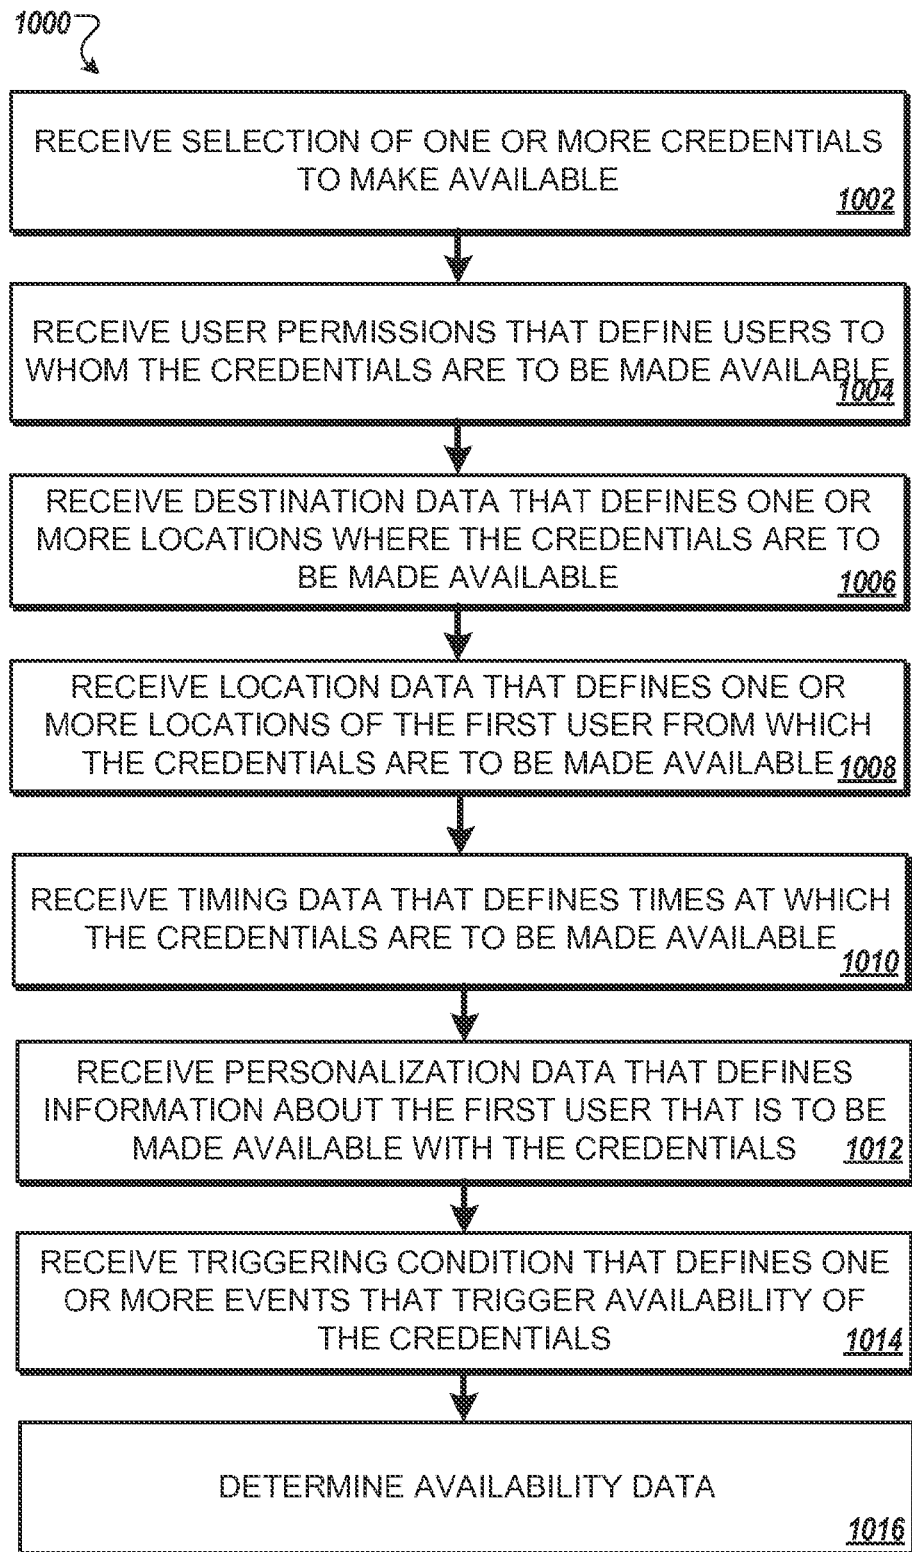 1000
RECEIVE SELECTION OF ONE OR MORE CREDENTIALS
TO MAKE AVAILABLE
1002
RECEIVE USER PERMISSIONS THAT DEFINE USERS TO
WHOM THE CREDENTIALS ARE TO BE MADE AVAILABLE
1004
RECEIVE DESTINATION DATA THAT DEFINES ONE OR
MORE LOCATIONS WHERE THE CREDENTIALS ARE TO
BE MADE AVAILABLE
1006
RECEIVE LOCATION DATA THAT DEFINES ONE OR
MORE LOCATIONS OF THE FIRST USER FROM WHICH
THE CREDENTIALS ARE TO BE MADE AVAILABLE
1008
RECEIVE TIMING DATA THAT DEFINES TIMES AT WHICH
THE CREDENTIALS ARE TO BE MADE AVAILABLE
1010
RECEIVE PERSONALIZATION DATA THAT DEFINES
INFORMATION ABOUT THE FIRST USER THAT IS TO BE
MADE AVAILABLE WITH THE CREDENTIALS
1012
RECEIVE TRIGGERING CONDITION THAT DEFINES ONE
OR MORE EVENTS THAT TRIGGER AVAILABILITY OF
THE CREDENTIALS
1014
DETERMINE AVAILABILITY DATA
1016